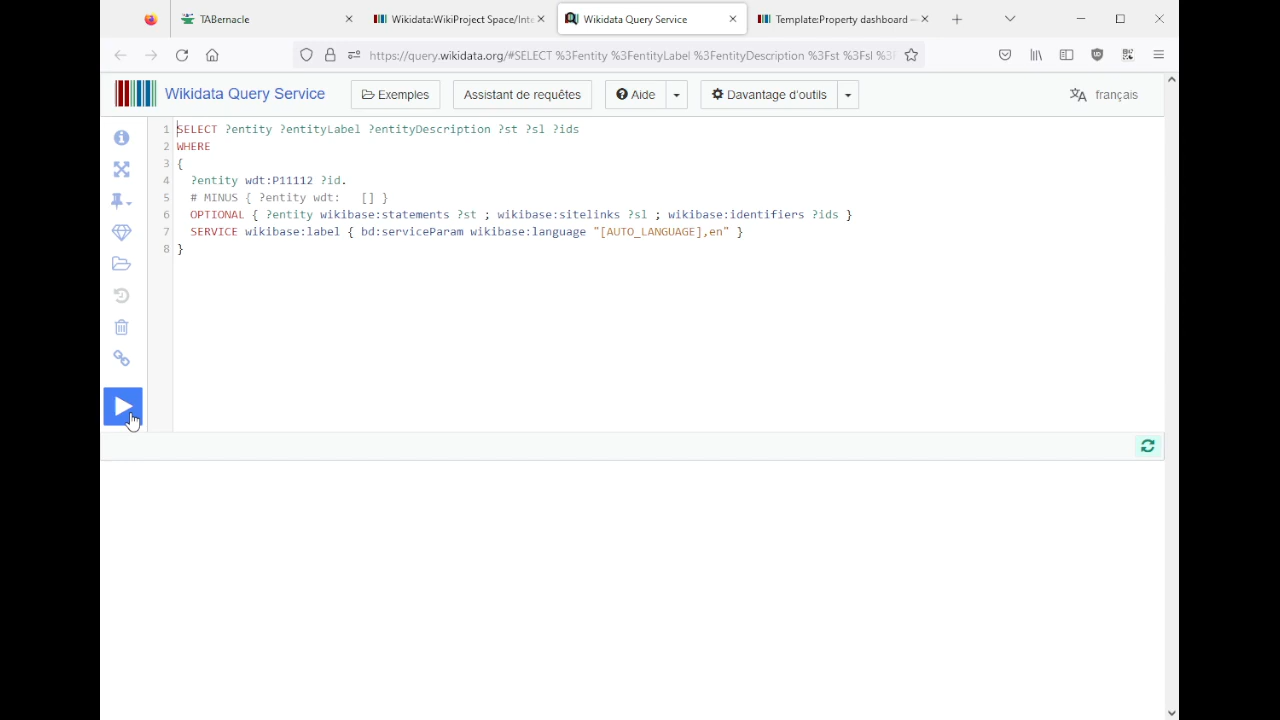 TABernacle
Wikidata:WikiProject Space/Inte
Wikidata Query Service
Template:Property dashboard —
https://query.wikidata.org/#SELECT %3Fentity %3FentityLabel %3FentityDescription %3Fst %3Fsl %3I
Wikidata Query Service
Exemples
Assistant de requêtes
Aide
Davantage d'outils
français
1 SELECT ?entity ?entityLabel ?entityDescription ?st ?sl ?ids
2 WHERE
3 {
4 ?entity wdt:P11112 ?id.
5 # MINUS { ?entity wdt: [] }
6 OPTIONAL { ?entity wikibase:statements ?st ; wikibase:sitelinks ?sl ; wikibase:identifiers ?ids }
7 SERVICE wikibase:label { bd:serviceParam wikibase:language "[AUTO_LANGUAGE],en" }
8 }